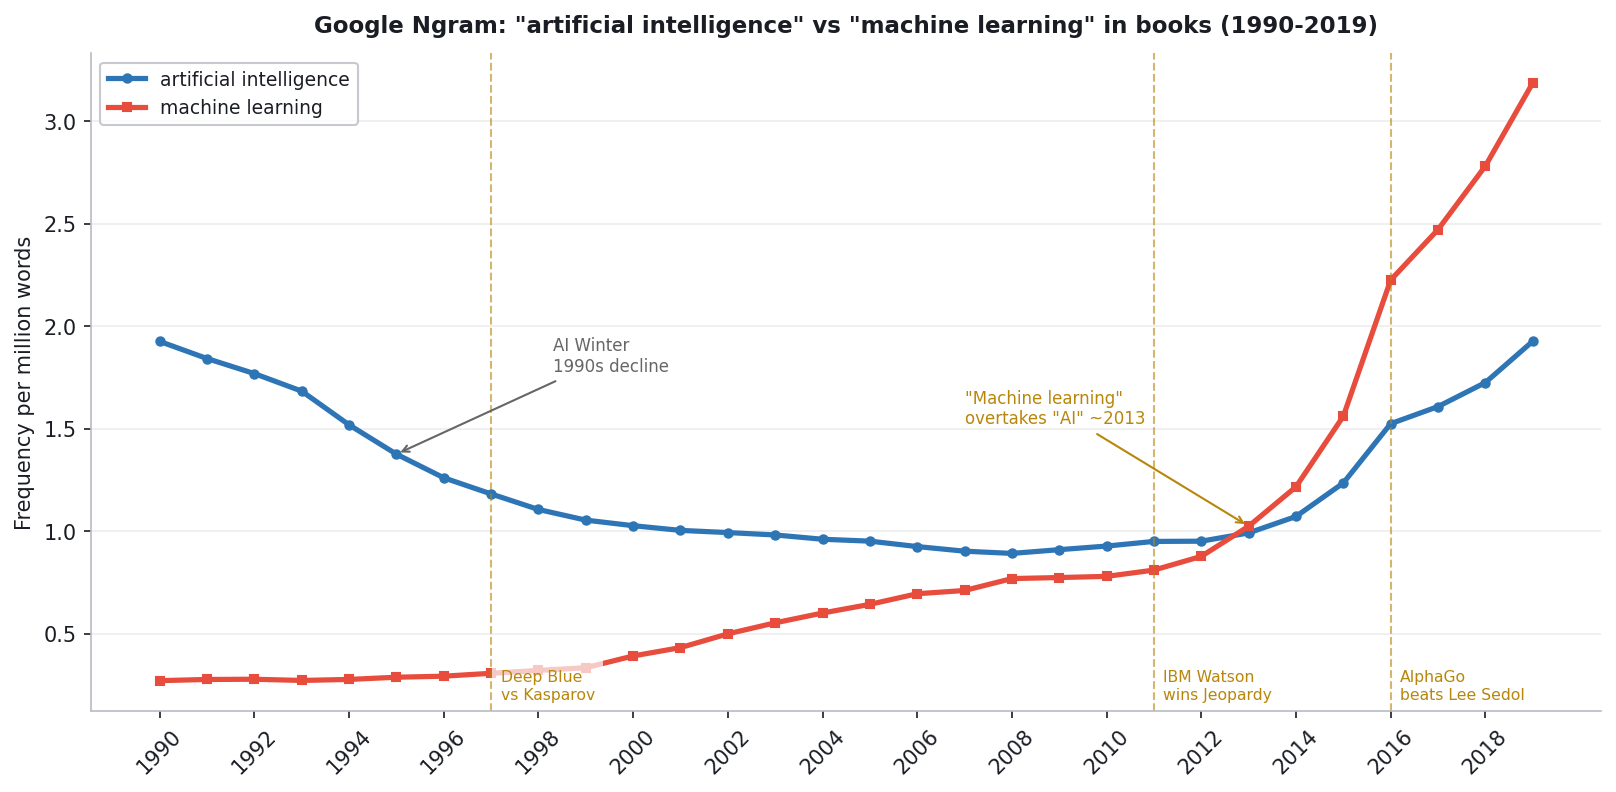 Google Ngram: "artificial intelligence" vs "machine learning" in books (1990-2019)
artificial intelligence
machine learning
Frequency per million words
3.0
2.5
2.0
1.5
1.0
0.5
AI Winter
1990s decline
"Machine learning"
overtakes "AI" ~2013
Deep Blue
vs Kasparov
IBM Watson
wins Jeopardy
AlphaGo
beats Lee Sedol
1990
1992
1994
1996
1998
2000
2002
2004
2006
2008
2010
2012
2014
2016
2018